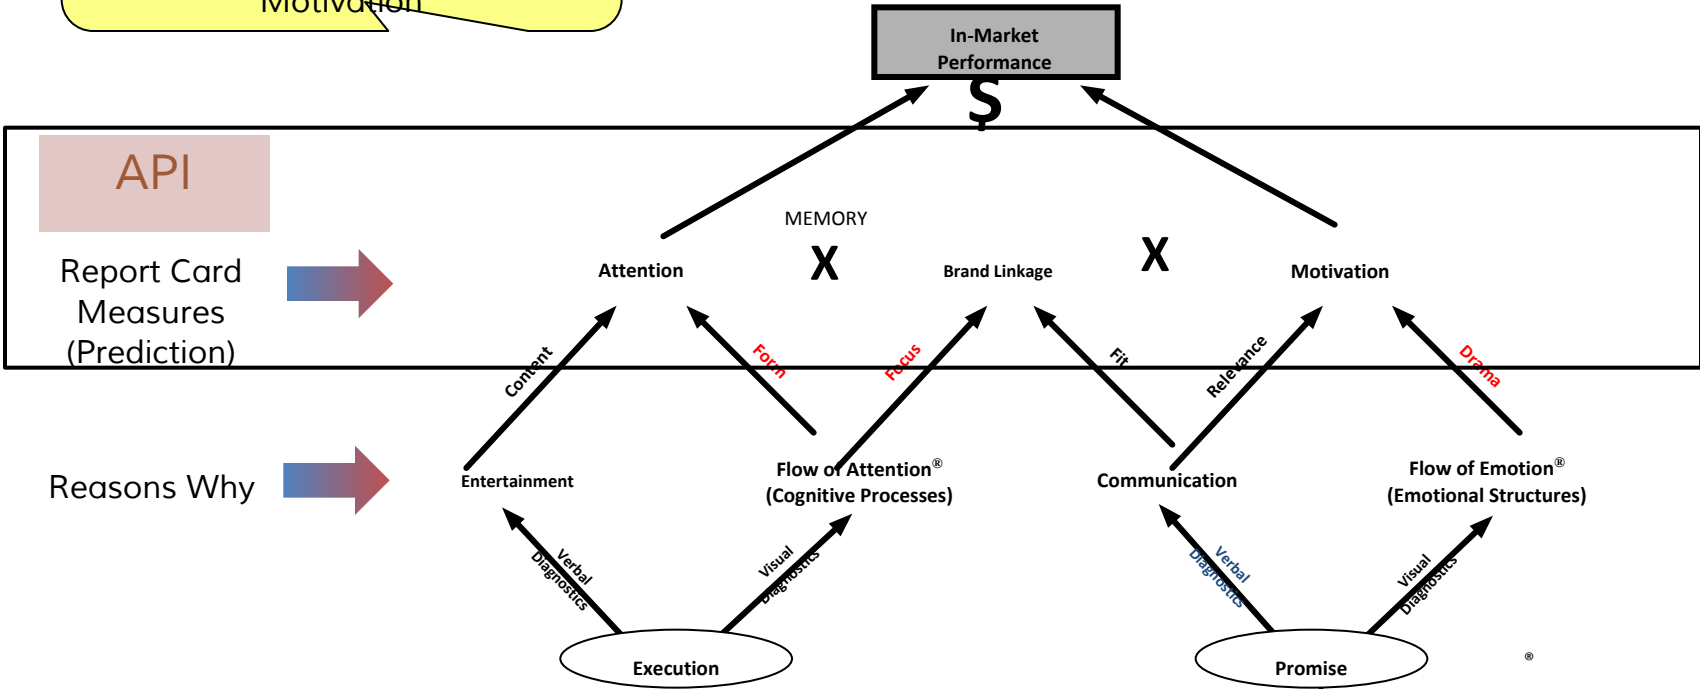 Motivation
In-Market
Performance
$
API
MEMORY
X
X
Report Card
Measures
(Prediction)
Attention
Brand Linkage
Motivation
Content
Form
Focus
Fit
Relevance
Drama
Reasons Why
Entertainment
Flow of Attention®
(Cognitive Processes)
Communication
Flow of Emotion®
(Emotional Structures)
Verbal
Diagnostics
Visual
Diagnostics
Verbal
Diagnostics
Visual
Diagnostics
Execution
Promise
®